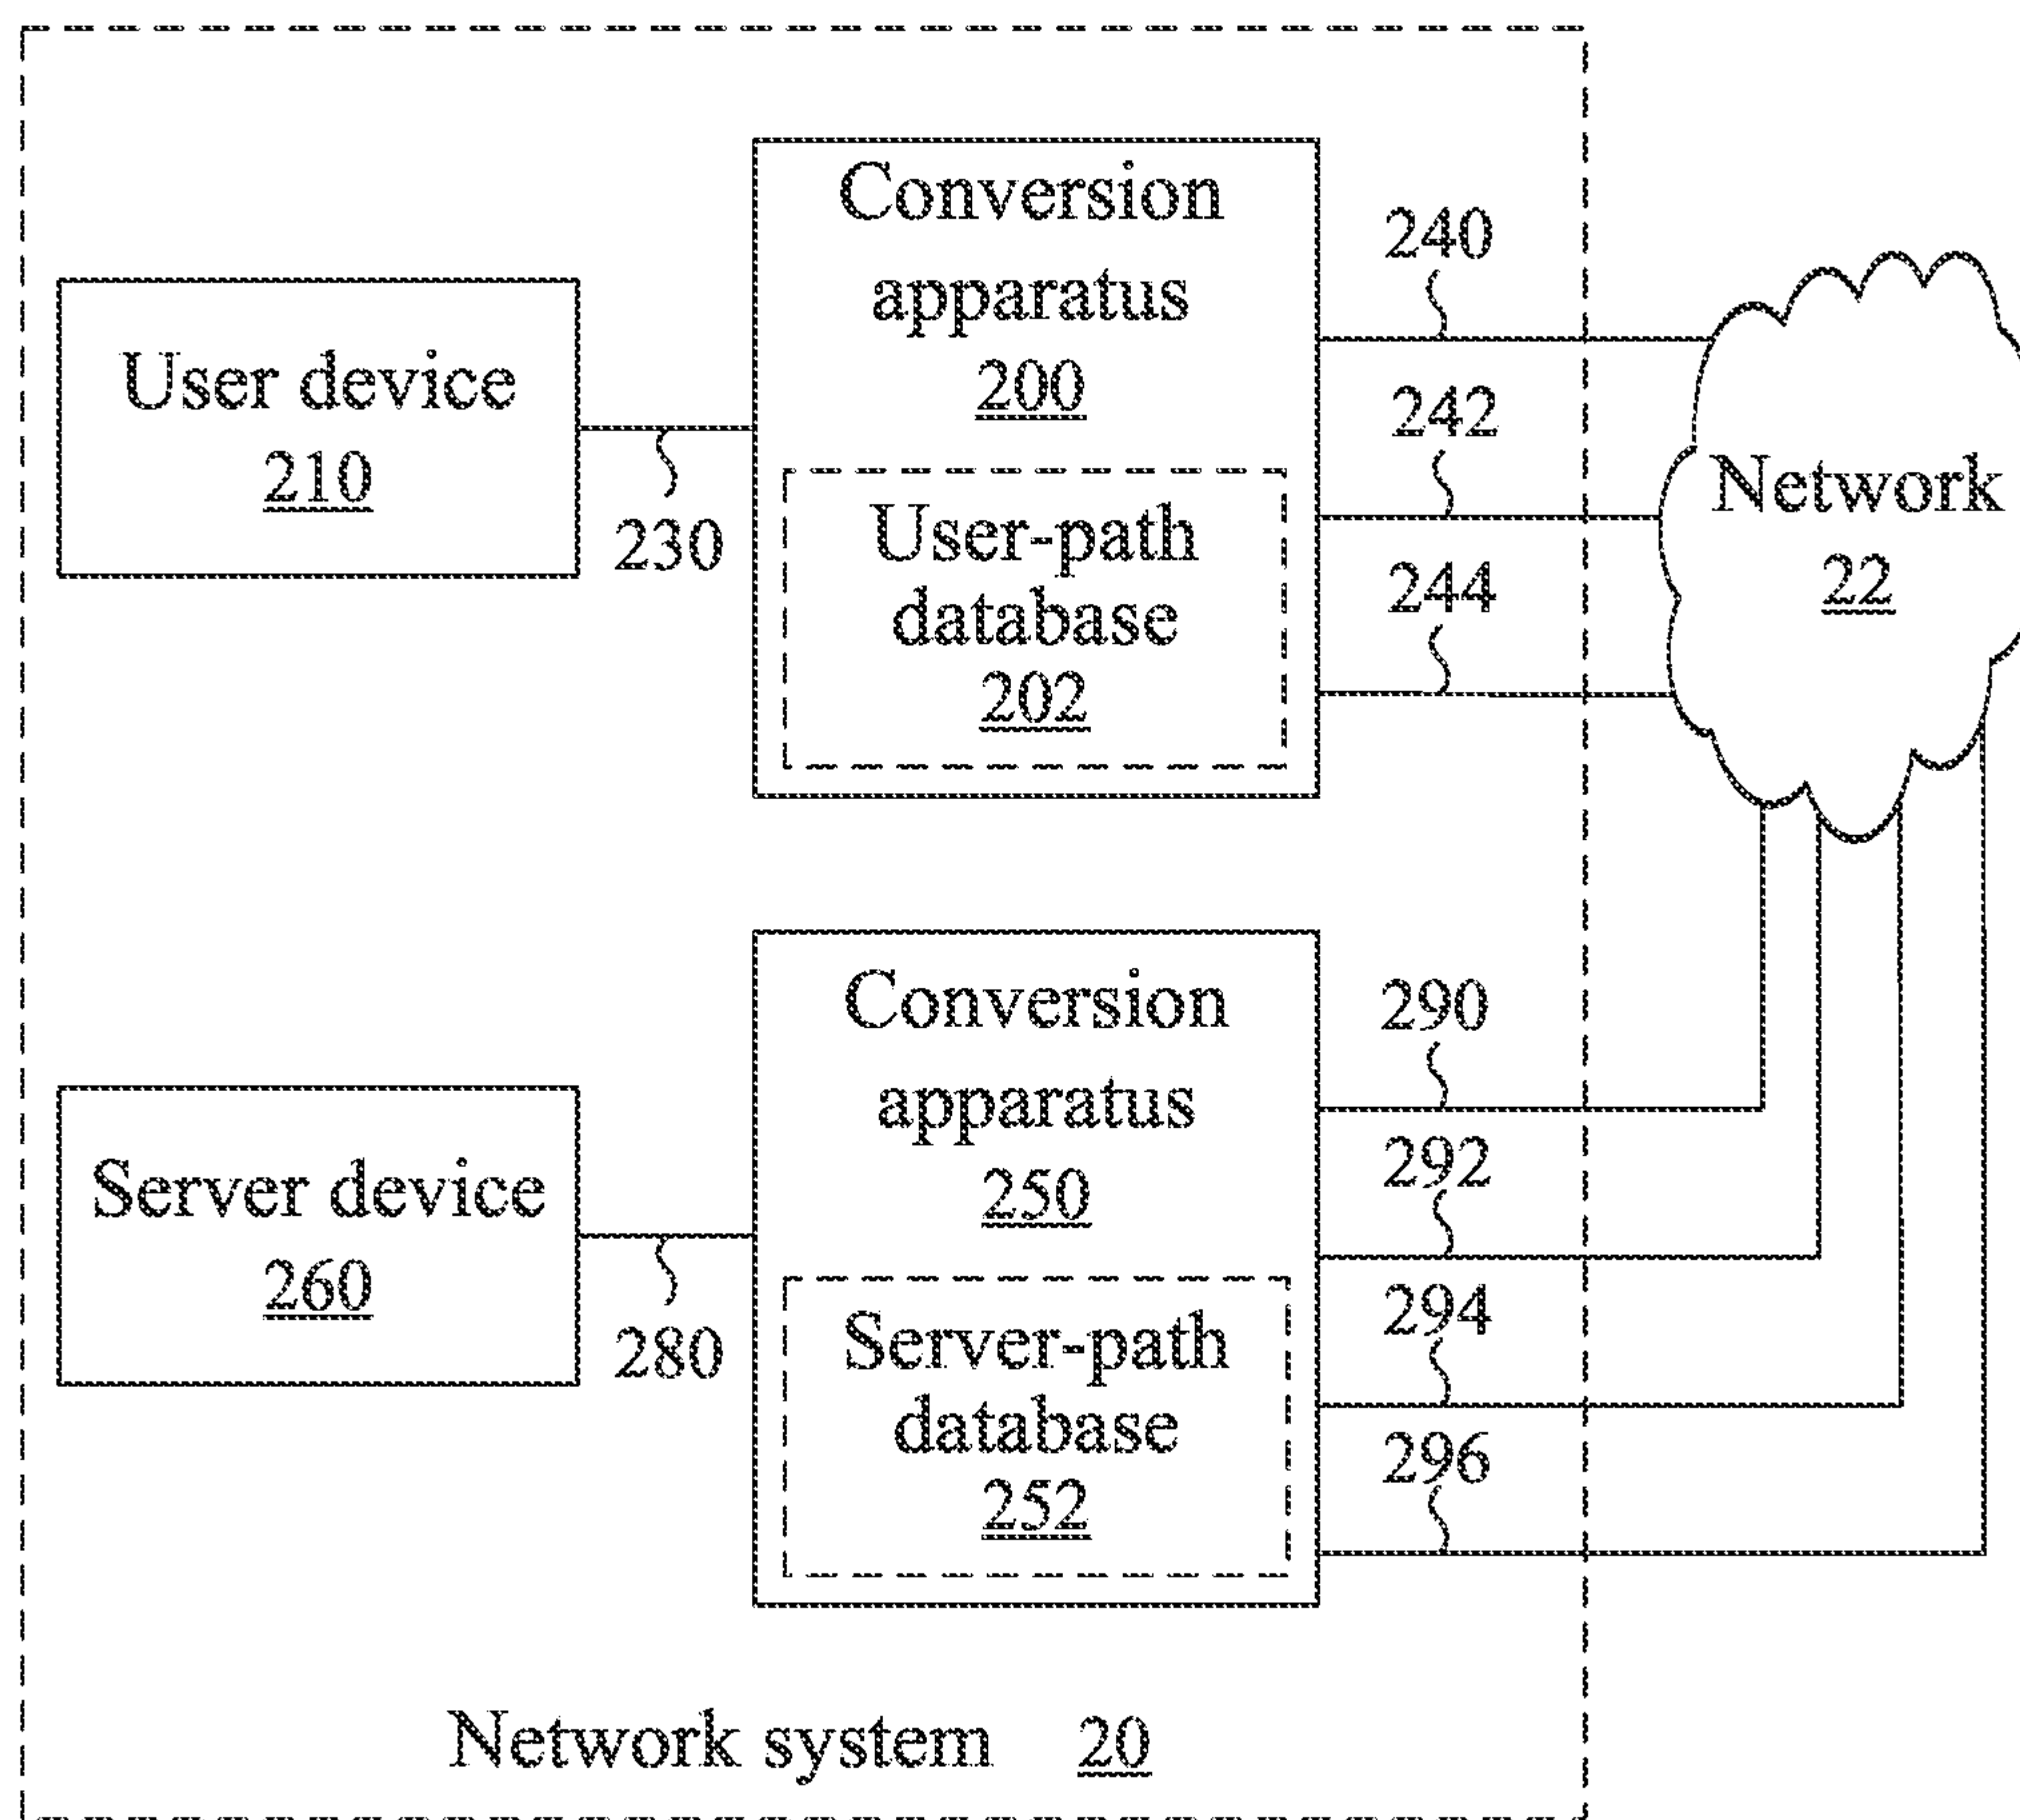 Conversion
apparatus
200
User device
210
230
User-path
database
202
240
242
244
Network
22
Conversion
apparatus
250
Server device
260
280
Server-path
database
252
290
292
294
296
Network system 20